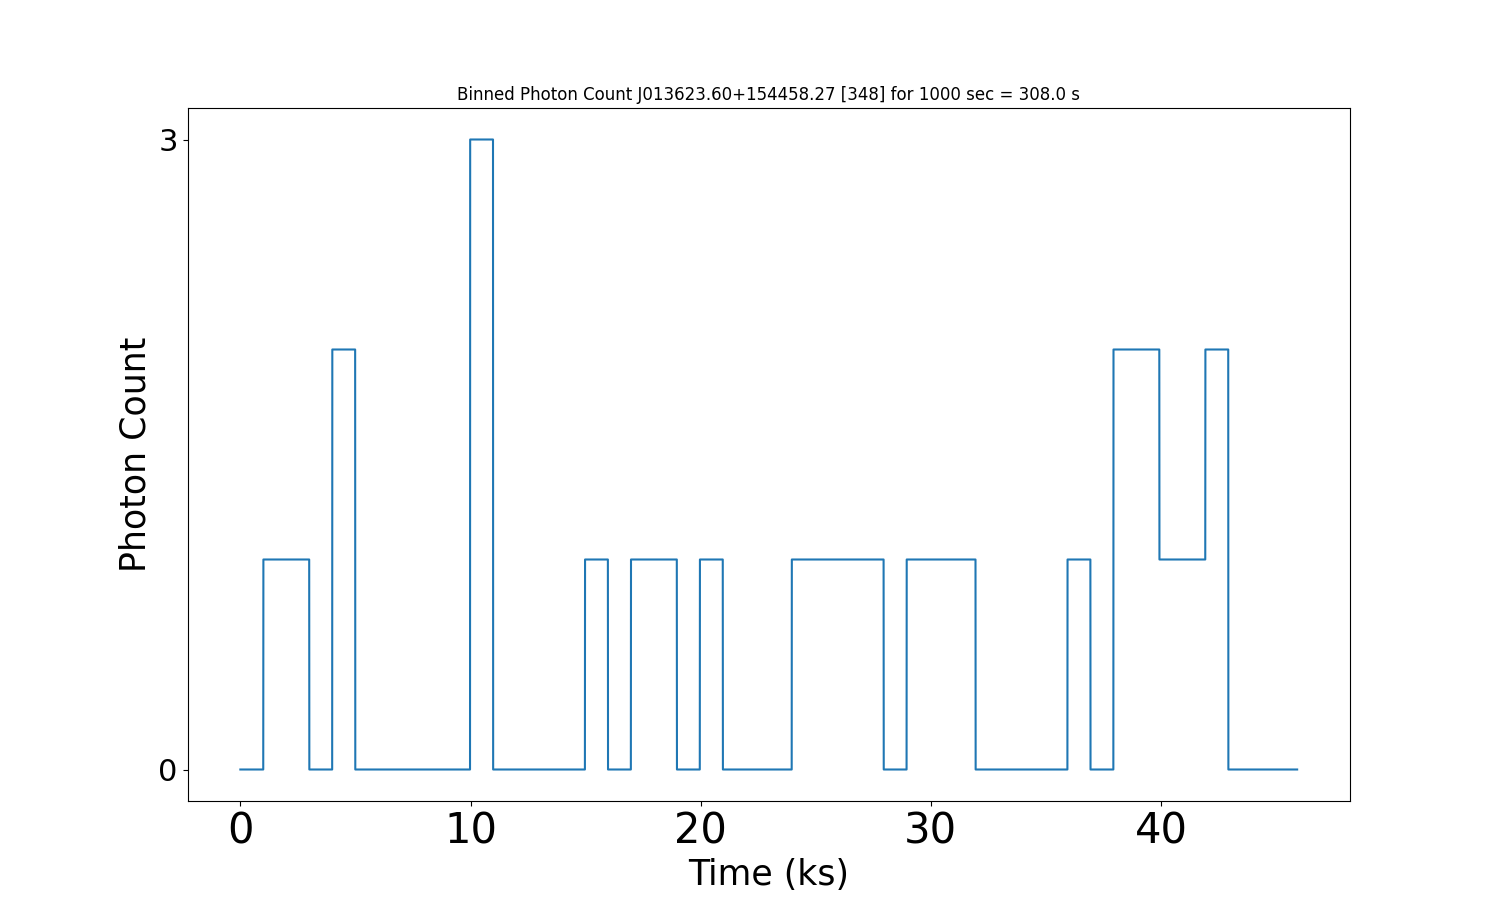 Binned Photon Count J013623.60+154458.27 [348] for 1000 sec = 308.0 s
3
Photon Count
0
0 10 20 30 40
Time (ks)